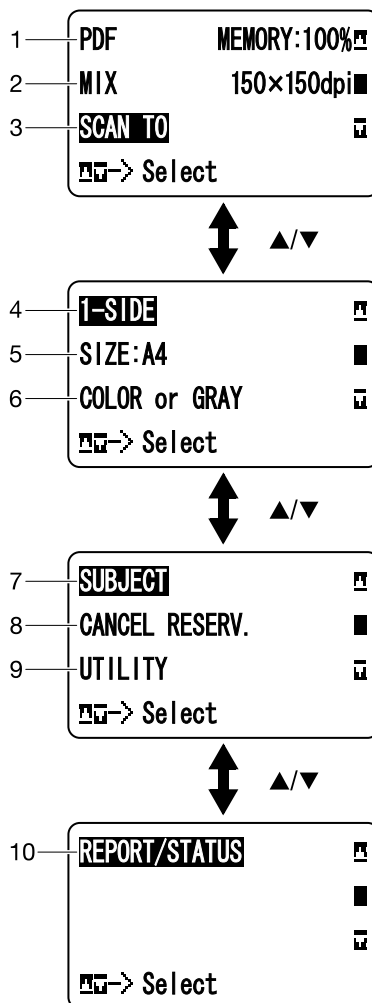 1 PDF MEMORY:100%
2 MIX 150×150dpi
3 SCAN TO
-> Select
▲/▼
4 1-SIDE
5 SIZE:A4
6 COLOR or GRAY
-> Select
▲/▼
7 SUBJECT
8 CANCEL RESERV.
9 UTILITY
-> Select
▲/▼
10 REPORT/STATUS
-> Select